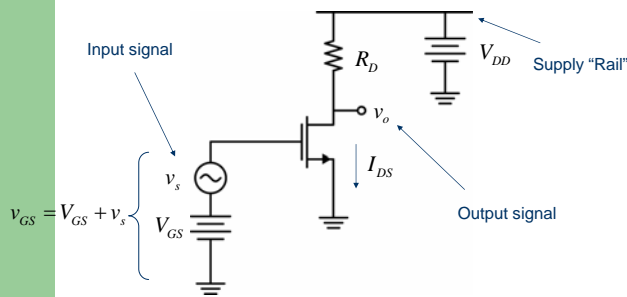 Input signal
R_D
V_DD
Supply “Rail”
v_o
v_s
I_DS
v_GS = V_GS + v_s
V_GS
Output signal